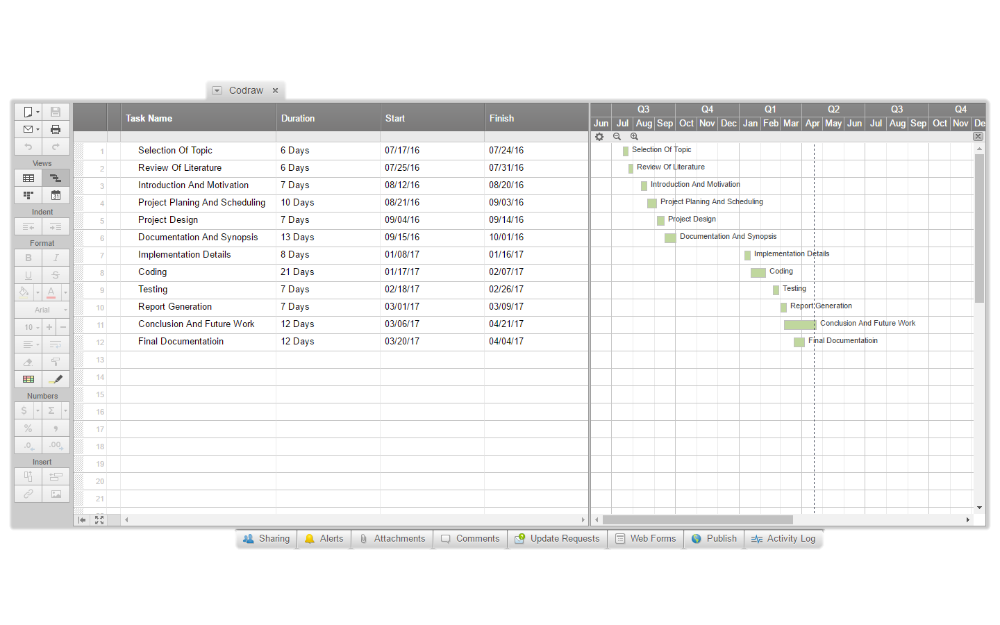 Codraw
Task Name Duration Start Finish
Q3 Q4 Q1 Q2 Q3 Q4
Jun Jul Aug Sep Oct Nov Dec Jan Feb Mar Apr May Jun Jul Aug Sep Oct Nov De
1 Selection Of Topic 6 Days 07/17/16 07/24/16 Selection Of Topic
2 Review Of Literature 6 Days 07/25/16 07/31/16 Review Of Literature
3 Introduction And Motivation 7 Days 08/12/16 08/20/16 Introduction And Motivation
4 Project Planing And Scheduling 10 Days 08/21/16 09/03/16 Project Planing And Scheduling
5 Project Design 7 Days 09/04/16 09/14/16 Project Design
6 Documentation And Synopsis 13 Days 09/15/16 10/01/16 Documentation And Synopsis
7 Implementation Details 8 Days 01/08/17 01/16/17 Implementation Details
8 Coding 21 Days 01/17/17 02/07/17 Coding
9 Testing 7 Days 02/18/17 02/26/17 Testing
10 Report Generation 7 Days 03/01/17 03/09/17 Report Generation
11 Conclusion And Future Work 12 Days 03/06/17 04/21/17 Conclusion And Future Work
12 Final Documentatioin 12 Days 03/20/17 04/04/17 Final Documentatioin
13
14
15
16
17
18
19
20
21
Views
31
Indent
Format
B I
U S
A
Arial
10 + −
Numbers
$ Σ
% ,
.0 .00
Insert
Sharing Alerts Attachments Comments Update Requests Web Forms Publish Activity Log